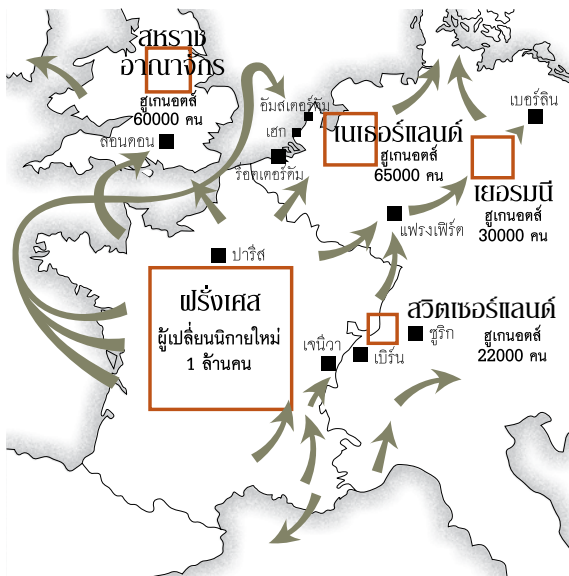 สหราช
อาณาจักร
ฮูเกนอตส์
60000 คน
ลอนดอน
อัมสเตอร์ดัม
เฮก
ร็อตเตอร์ดัม
เนเธอร์แลนด์
ฮูเกนอตส์
65000 คน
เบอร์ลิน
เยอรมนี
ฮูเกนอตส์
30000 คน
แฟรงเฟิร์ต
ปารีส
ฝรั่งเศส
ผู้เปลี่ยนนิกายใหม่
1 ล้านคน
เจนีวา
เบิร์น
ซูริก
สวิตเซอร์แลนด์
ฮูเกนอตส์
22000 คน